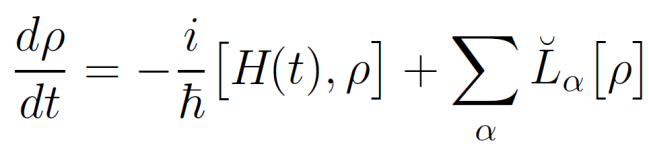 dρ/dt = −i/ħ [H(t), ρ] + ∑_α L̆_α[ρ]